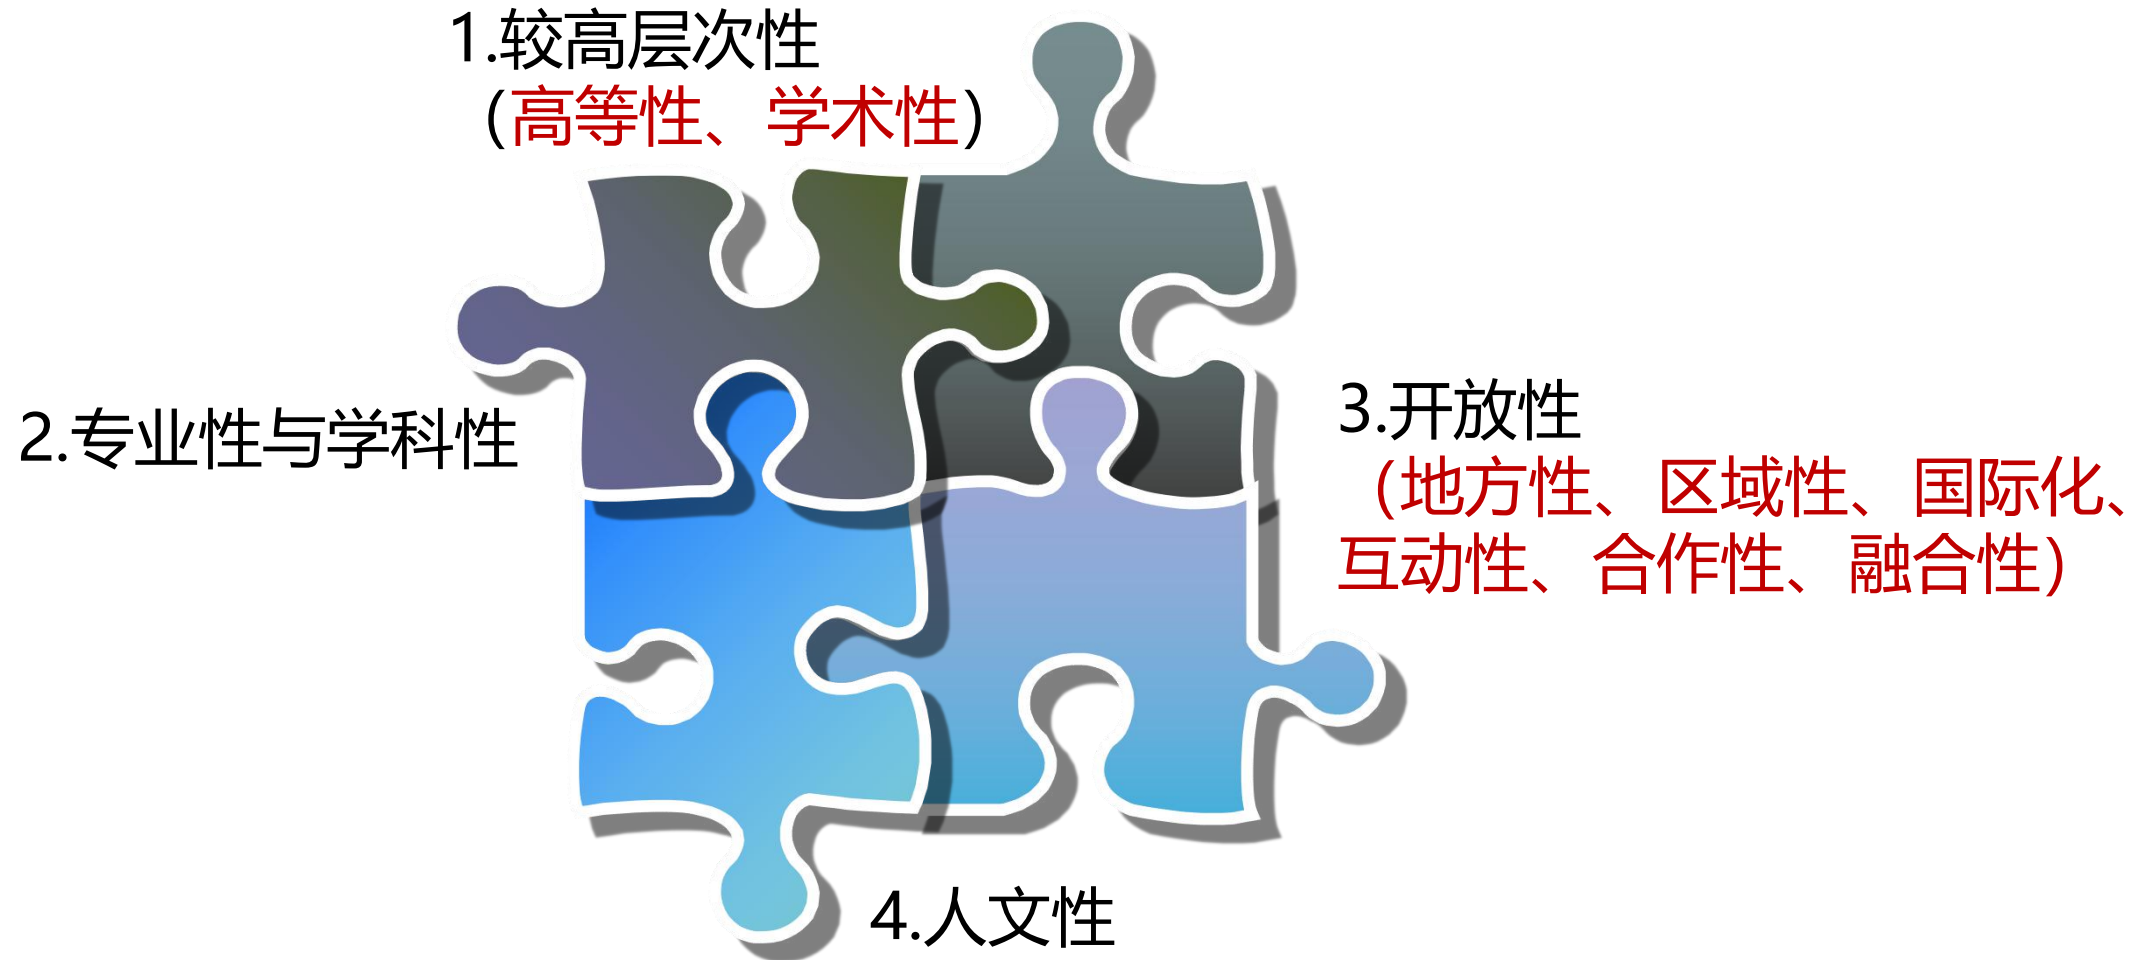 1.较高层次性
（高等性、学术性）
2.专业性与学科性
3.开放性
（地方性、区域性、国际化、
互动性、合作性、融合性）
4.人文性